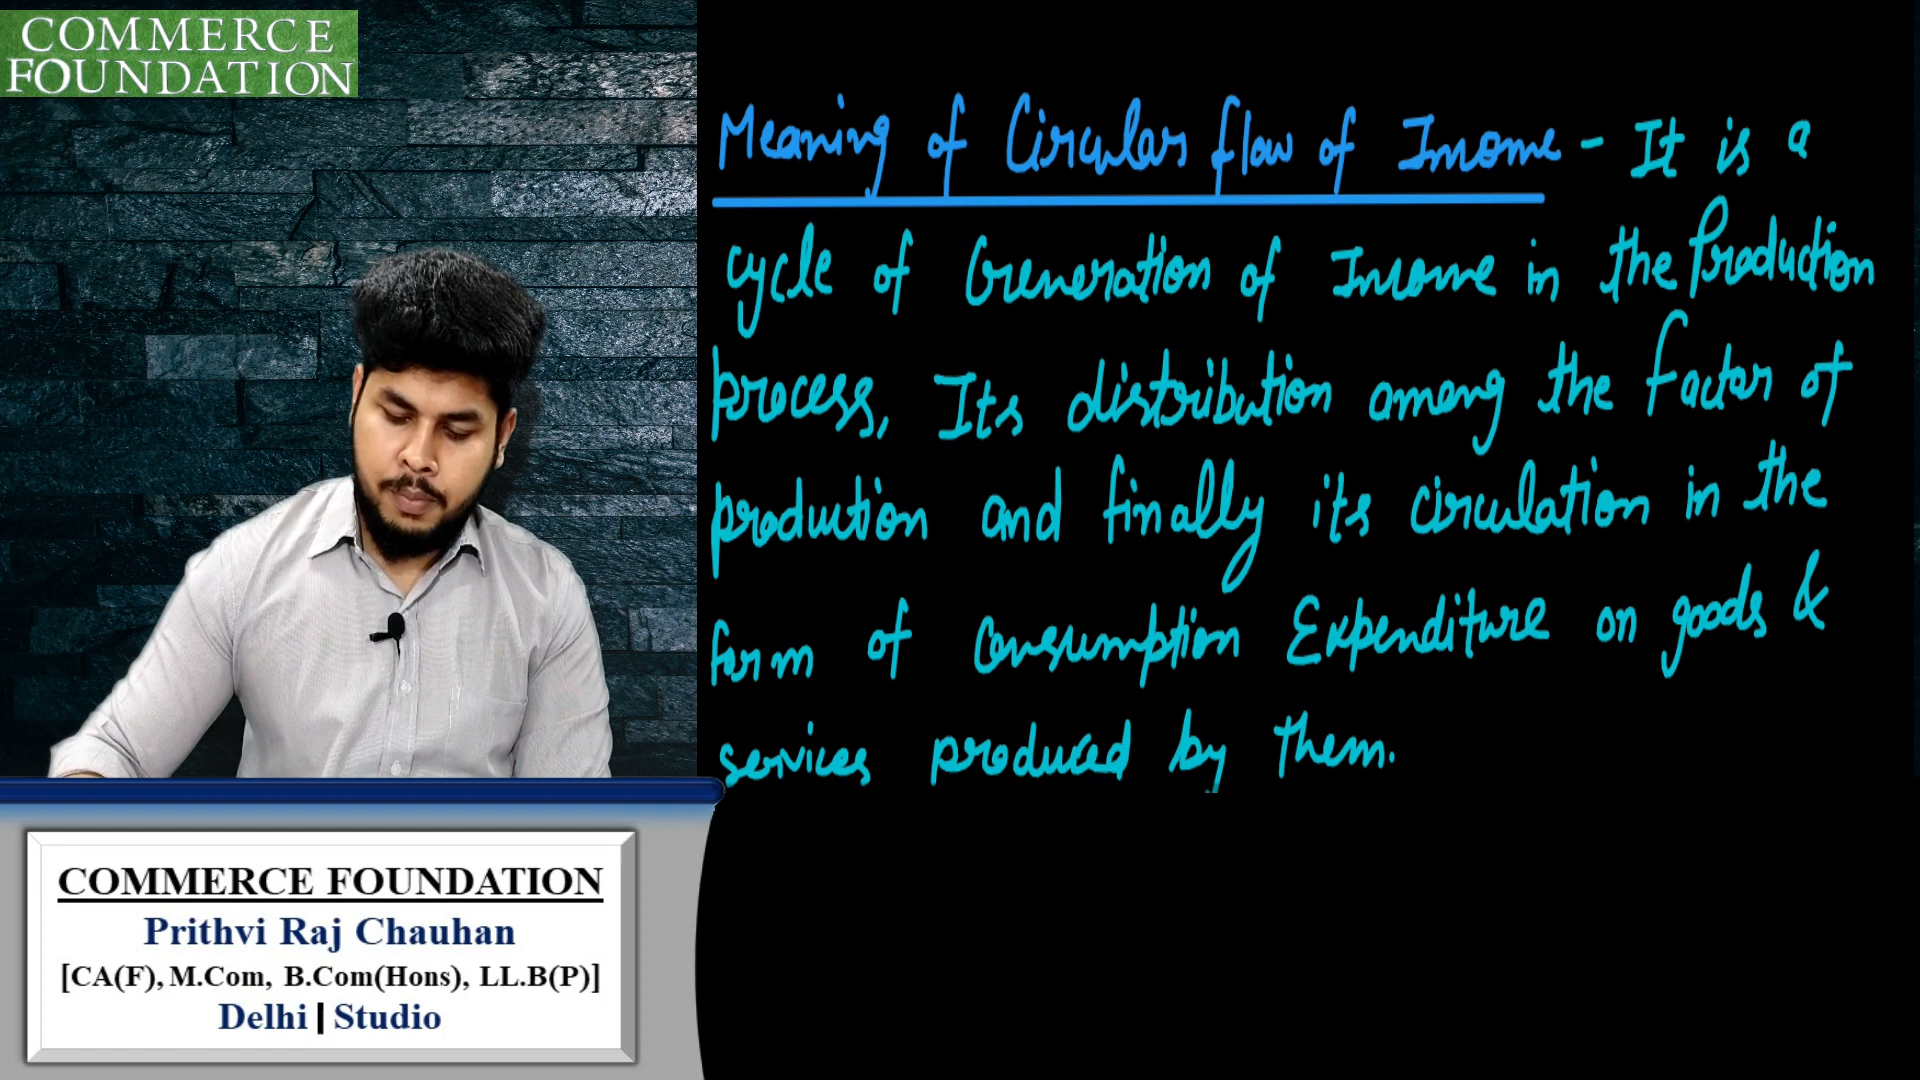 COMMERCE
FOUNDATION
Meaning of Circular flow of Income - It is a
cycle of Generation of Income in the Production
process, Its distribution among the factor of
production and finally its circulation in the
form of Consumption Expenditure on goods &
services produced by them.
COMMERCE FOUNDATION
Prithvi Raj Chauhan
[CA(F), M.Com, B.Com(Hons), LL.B(P)]
Delhi | Studio